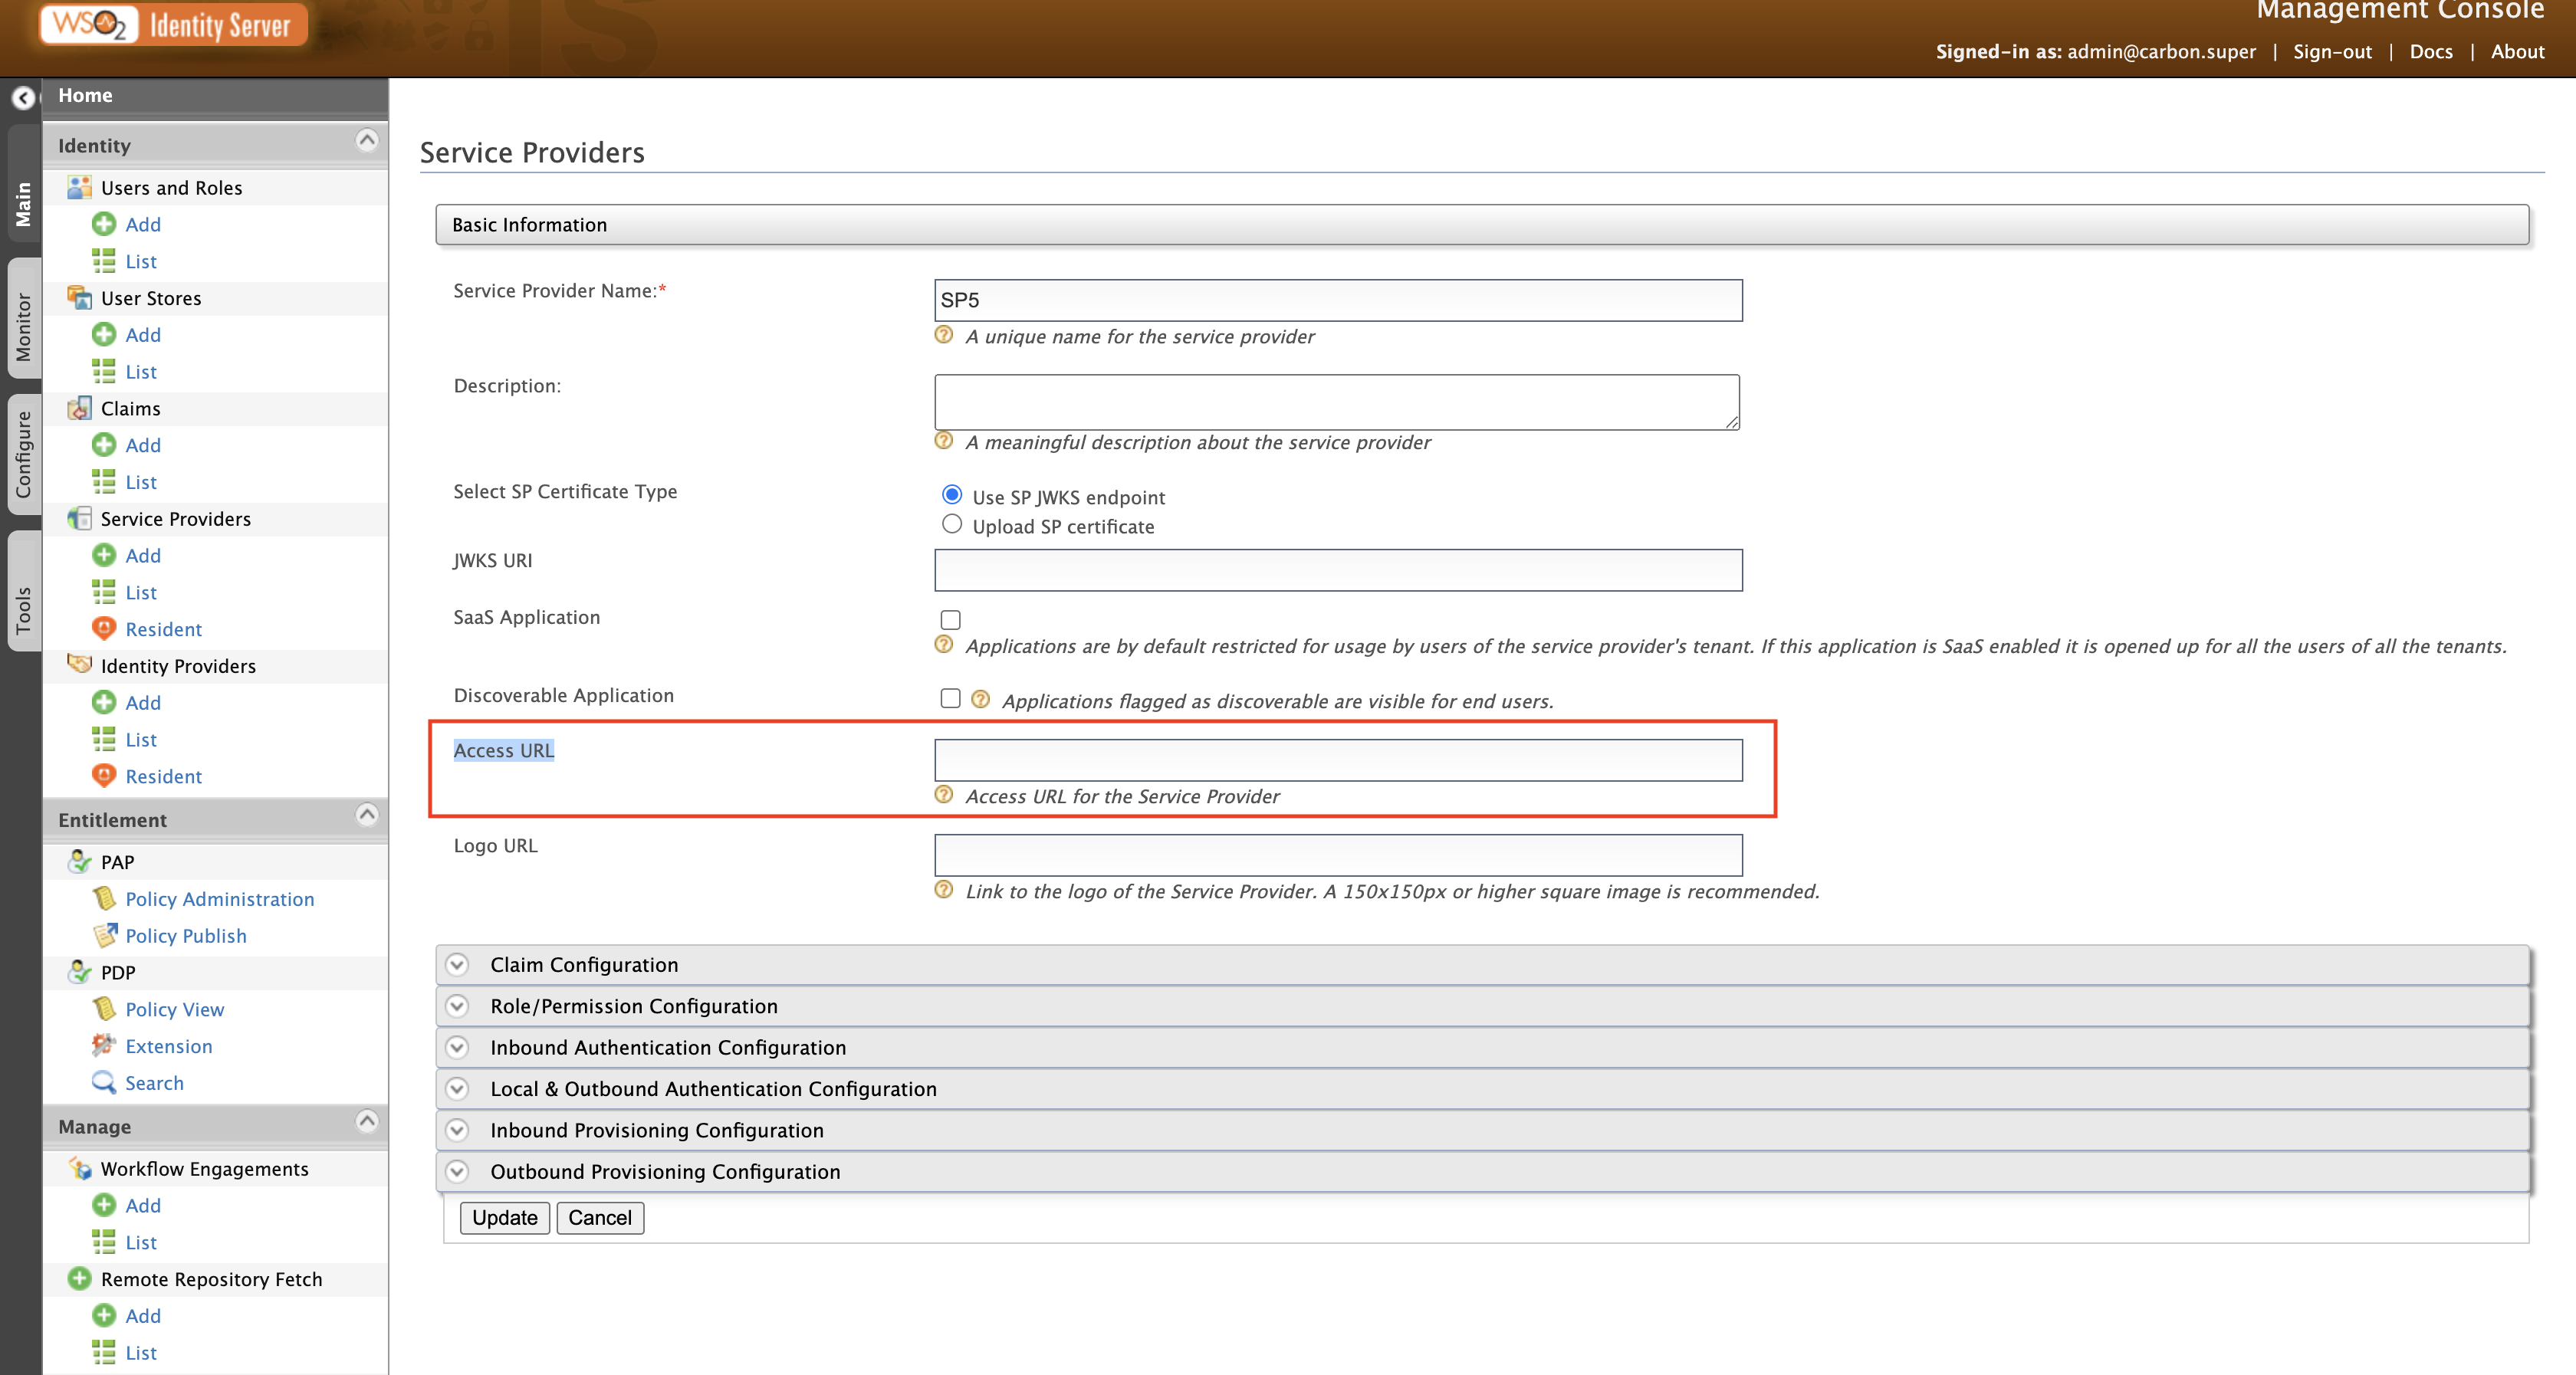 WSO2 Identity Server
Management Console
Signed-in as: admin@carbon.super | Sign-out | Docs | About
Main
Monitor
Configure
Tools
Home
Identity
Users and Roles
Add
List
User Stores
Add
List
Claims
Add
List
Service Providers
Add
List
Resident
Identity Providers
Add
List
Resident
Entitlement
PAP
Policy Administration
Policy Publish
PDP
Policy View
Extension
Search
Manage
Workflow Engagements
Add
List
Remote Repository Fetch
Add
List
Service Providers
Basic Information
Service Provider Name:*
SP5
A unique name for the service provider
Description:
A meaningful description about the service provider
Select SP Certificate Type
Use SP JWKS endpoint
Upload SP certificate
JWKS URI
SaaS Application
Applications are by default restricted for usage by users of the service provider's tenant. If this application is SaaS enabled it is opened up for all the users of all the tenants.
Discoverable Application
Applications flagged as discoverable are visible for end users.
Access URL
Access URL for the Service Provider
Logo URL
Link to the logo of the Service Provider. A 150x150px or higher square image is recommended.
Claim Configuration
Role/Permission Configuration
Inbound Authentication Configuration
Local & Outbound Authentication Configuration
Inbound Provisioning Configuration
Outbound Provisioning Configuration
Update Cancel